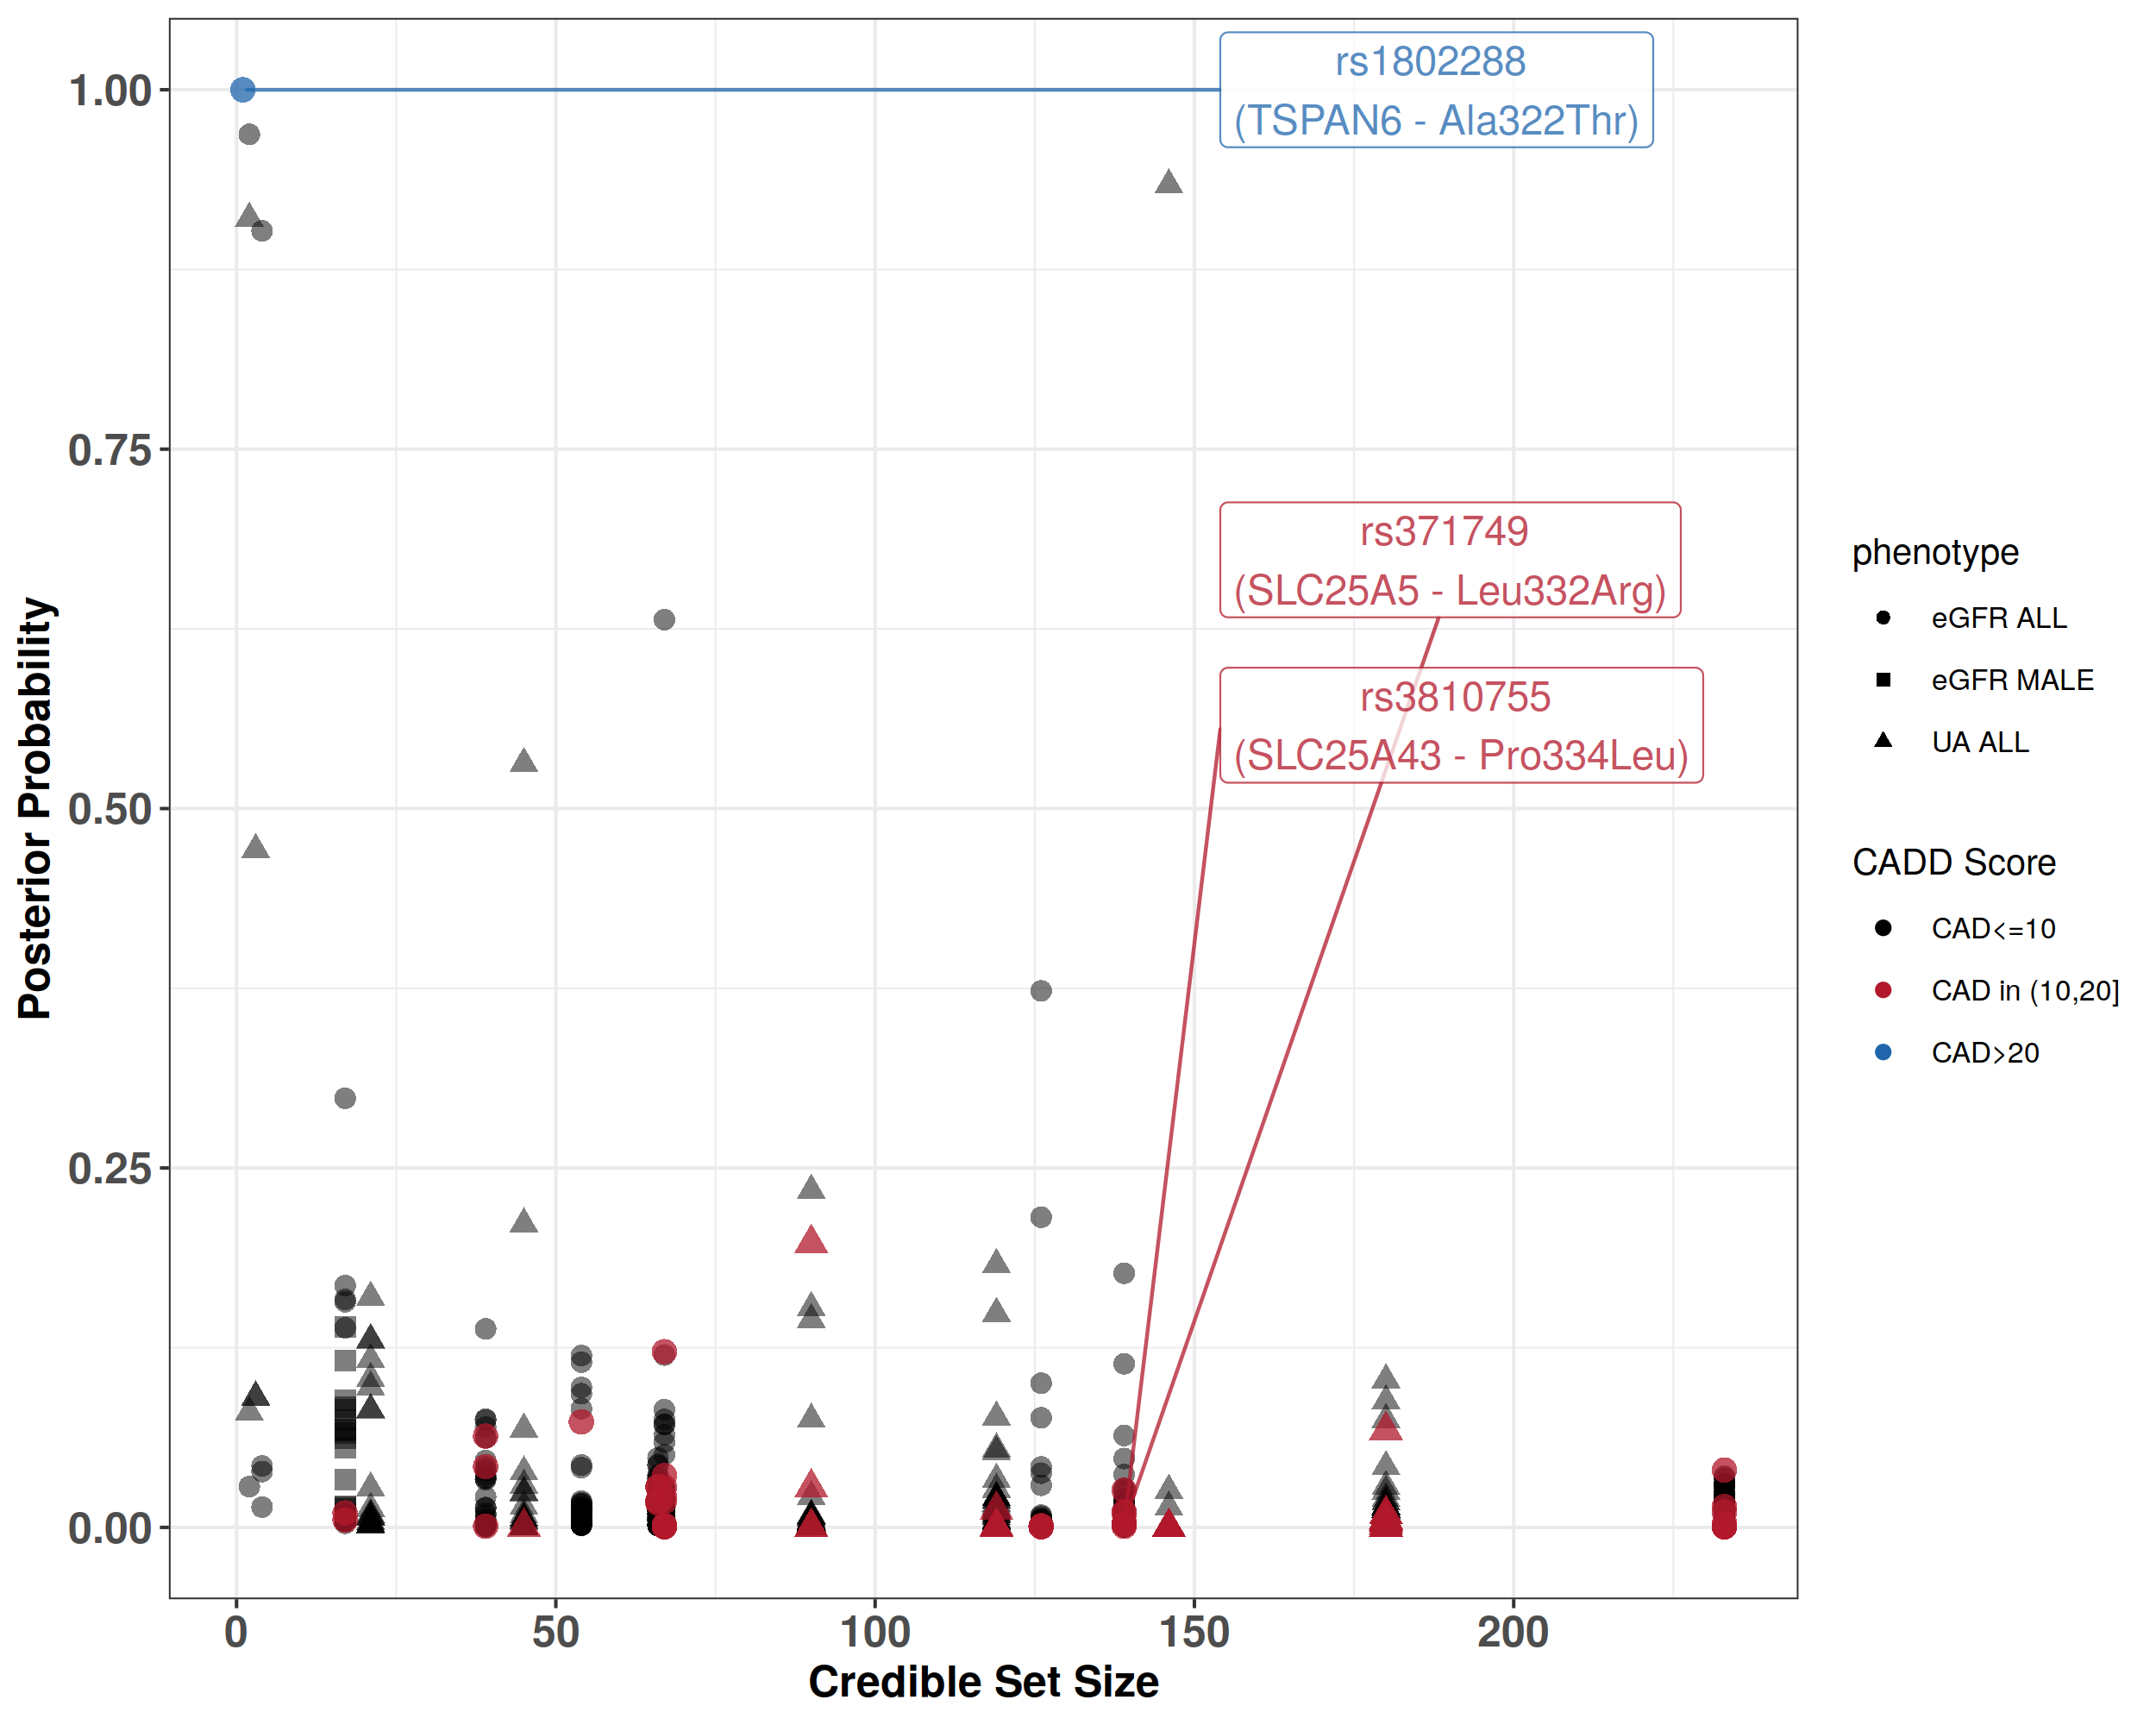 rs1802288
(TSPAN6 - Ala322Thr)
rs371749
(SLC25A5 - Leu332Arg)
rs3810755
(SLC25A43 - Pro334Leu)
Posterior Probability
1.00
0.75
0.50
0.25
0.00
0 50 100 150 200
Credible Set Size
phenotype
eGFR ALL
eGFR MALE
UA ALL
CADD Score
CAD<=10
CAD in (10,20]
CAD>20